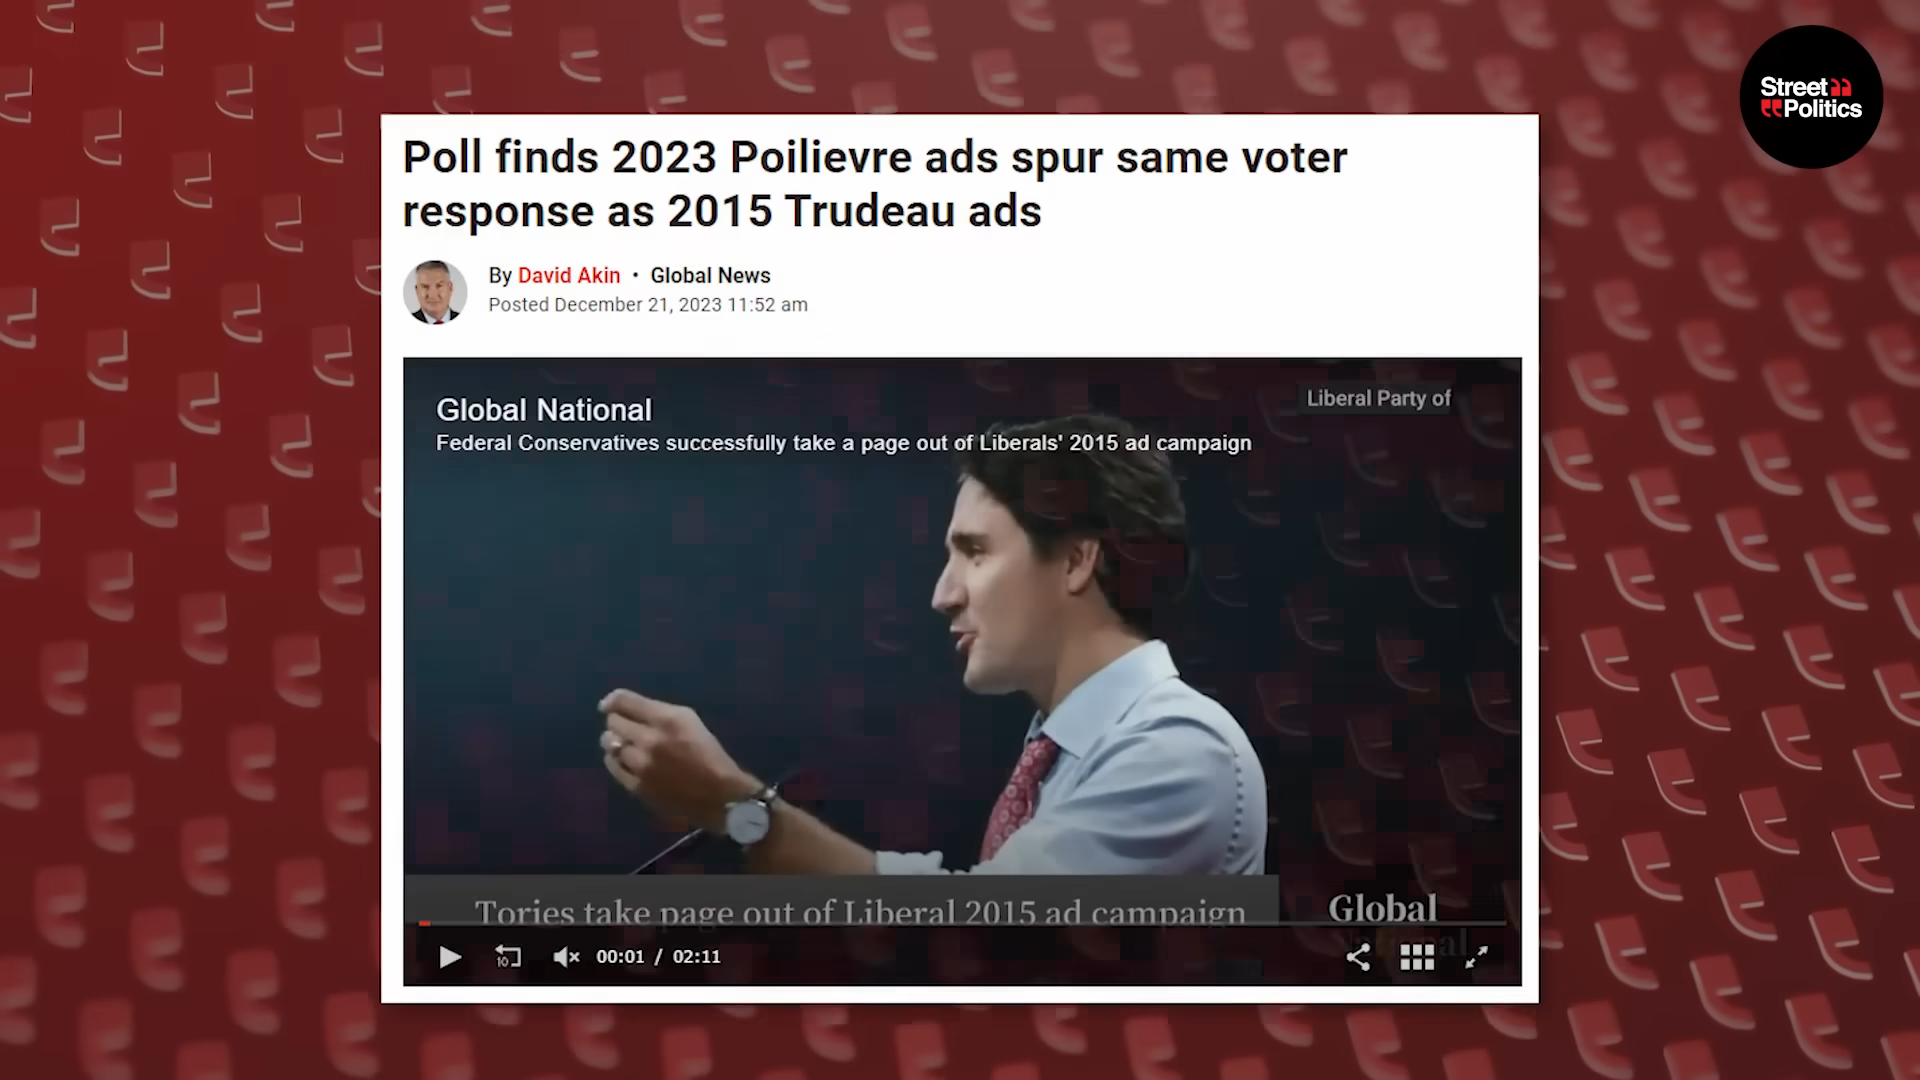 Street
Politics
Poll finds 2023 Poilievre ads spur same voter
response as 2015 Trudeau ads
By David Akin • Global News
Posted December 21, 2023 11:52 am
Global National
Liberal Party of
Federal Conservatives successfully take a page out of Liberals' 2015 ad campaign
Tories take page out of Liberal 2015 ad campaign
Global
10
00:01 / 02:11